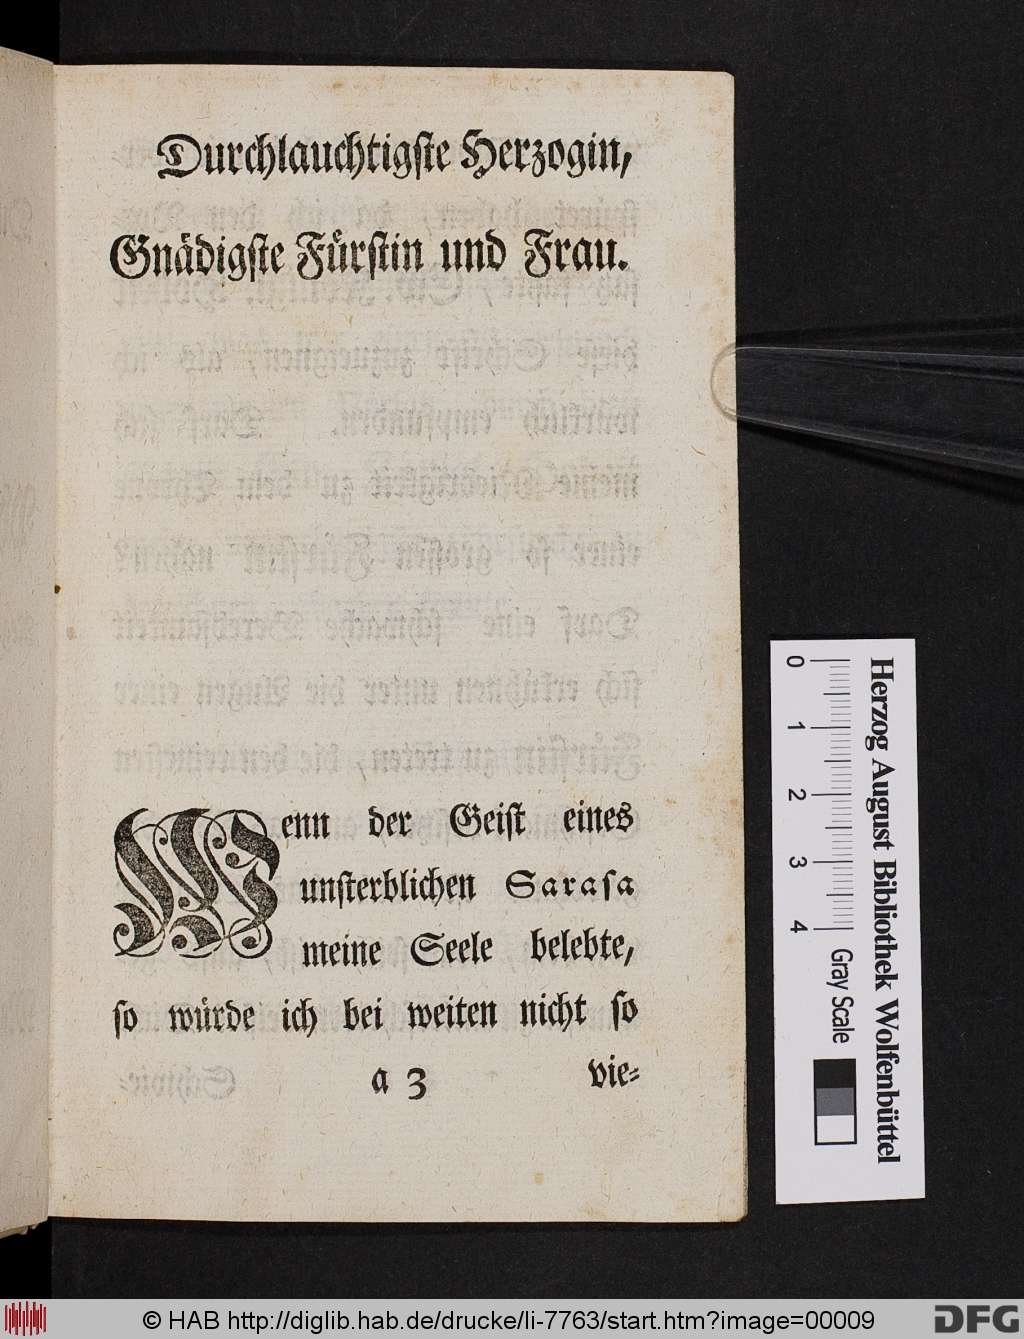 Durchlauchtigste Herzogin,
Gnädigste Fürstin und Frau.
Wenn der Geist eines
unsterblichen Sarasa
meine Seele belebte,
so würde ich bei weiten nicht so
a 3 vie⸗
0 1 2 3 4
Herzog August Bibliothek Wolfenbüttel
Gray Scale
© HAB http://diglib.hab.de/drucke/li-7763/start.htm?image=00009
DFG